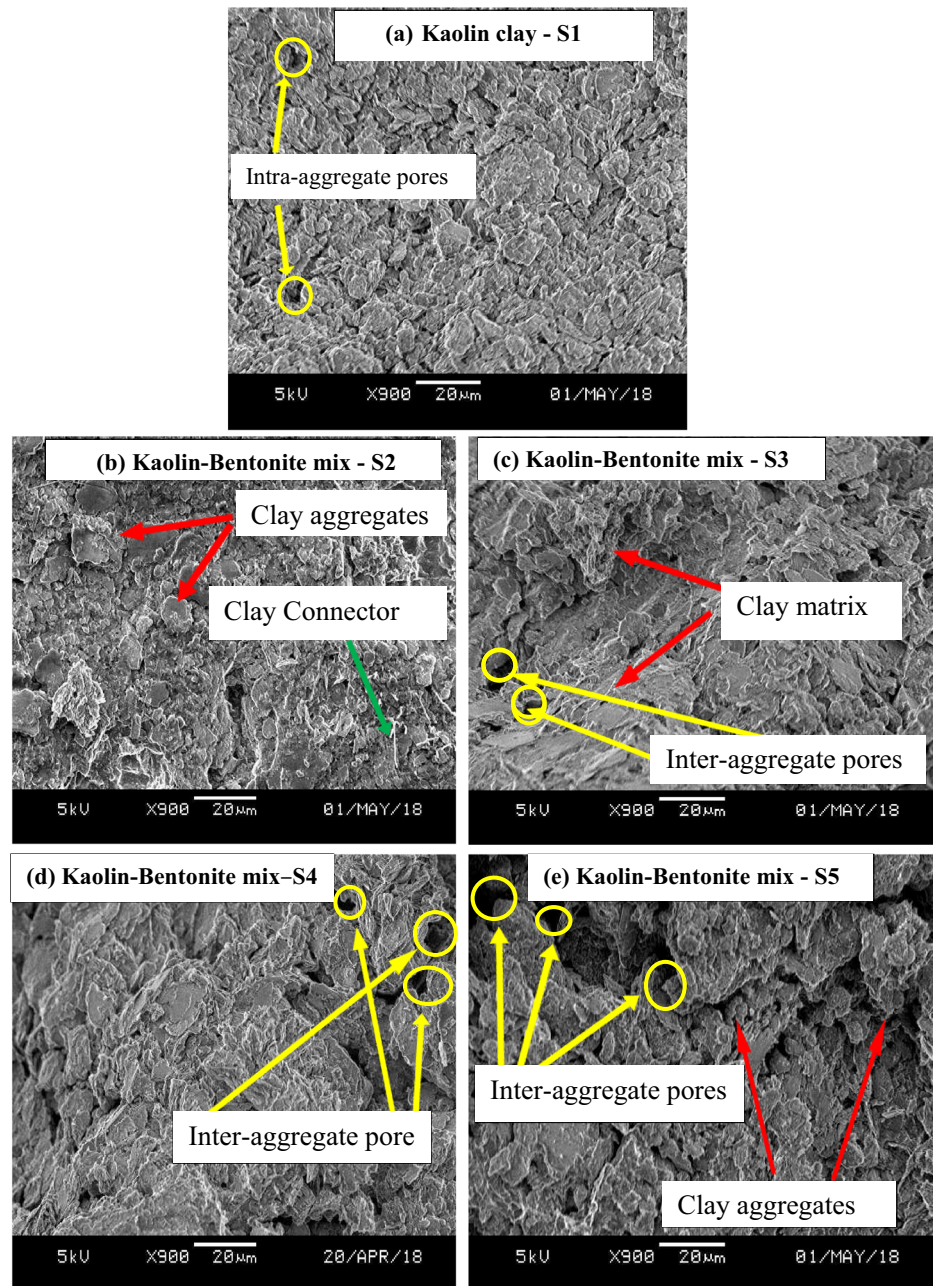 (a) Kaolin clay - S1
Intra-aggregate pores
5kV X900 20µm 01/MAY/18
(b) Kaolin-Bentonite mix - S2
Clay aggregates
Clay Connector
5kV X900 20µm 01/MAY/18
(c) Kaolin-Bentonite mix - S3
Clay matrix
Inter-aggregate pores
5kV X900 20µm 01/MAY/18
(d) Kaolin-Bentonite mix–S4
Inter-aggregate pore
5kV X900 20µm 20/APR/18
(e) Kaolin-Bentonite mix - S5
Inter-aggregate pores
Clay aggregates
5kV X900 20µm 01/MAY/18